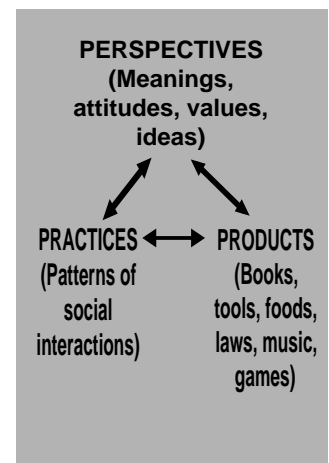 PERSPECTIVES
(Meanings,
attitudes, values,
ideas)
PRACTICES
(Patterns of
social
interactions)
PRODUCTS
(Books,
tools, foods,
laws, music,
games)